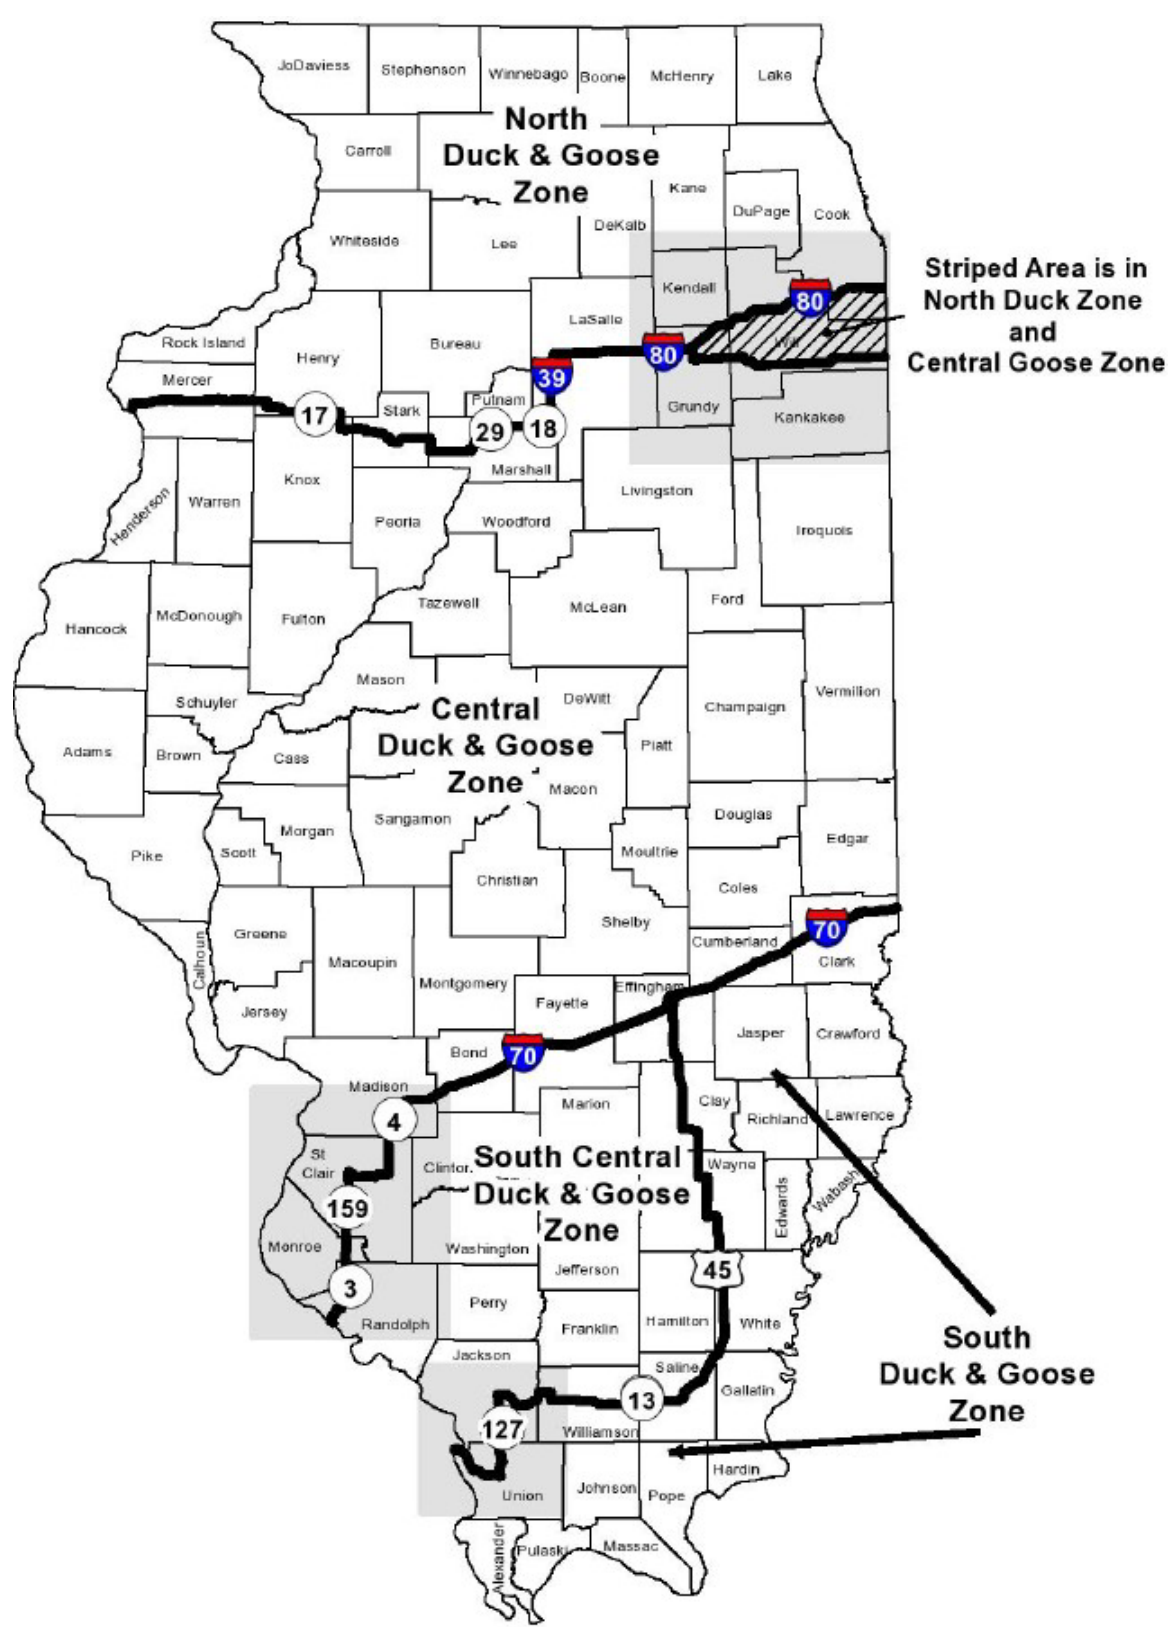 JoDaviess
Stephenson
Winnebago
Boone
McHenry
Lake
North
Duck & Goose
Zone
Carroll
Kane
DuPage
Cook
DeKalb
Whiteside
Lee
Striped Area is in
North Duck Zone
and
Central Goose Zone
Kendall
80
LaSalle
Will
Rock Island
Henry
Bureau
80
Mercer
39
Putnam
Stark
17
29
18
Grundy
Kankakee
Marshall
Knox
Livingston
Henderson
Warren
Peoria
Woodford
Iroquois
Ford
Tazewell
McLean
McDonough
Fulton
Hancock
Mason
Schuyler
DeWitt
Vermilion
Central
Duck & Goose
Zone
Champaign
Piatt
Adams
Brown
Cass
Macon
Sangamon
Douglas
Morgan
Edgar
Pike
Scott
Moultrie
Christian
Coles
Shelby
Greene
Cumberland
70
Calhoun
Macoupin
Clark
Montgomery
Effingham
Fayette
Jersey
Jasper
Crawford
Bond
70
Madison
Marion
Clay
Richland
Lawrence
4
St
Clair
Clinton
South Central
Duck & Goose
Zone
Wayne
Edwards
Wabash
159
Monroe
Washington
Jefferson
45
3
Perry
Randolph
Franklin
Hamilton
White
South
Duck & Goose
Zone
Jackson
Saline
Gallatin
13
127
Williamson
Hardin
Union
Johnson
Pope
Alexander
Pulaski
Massac